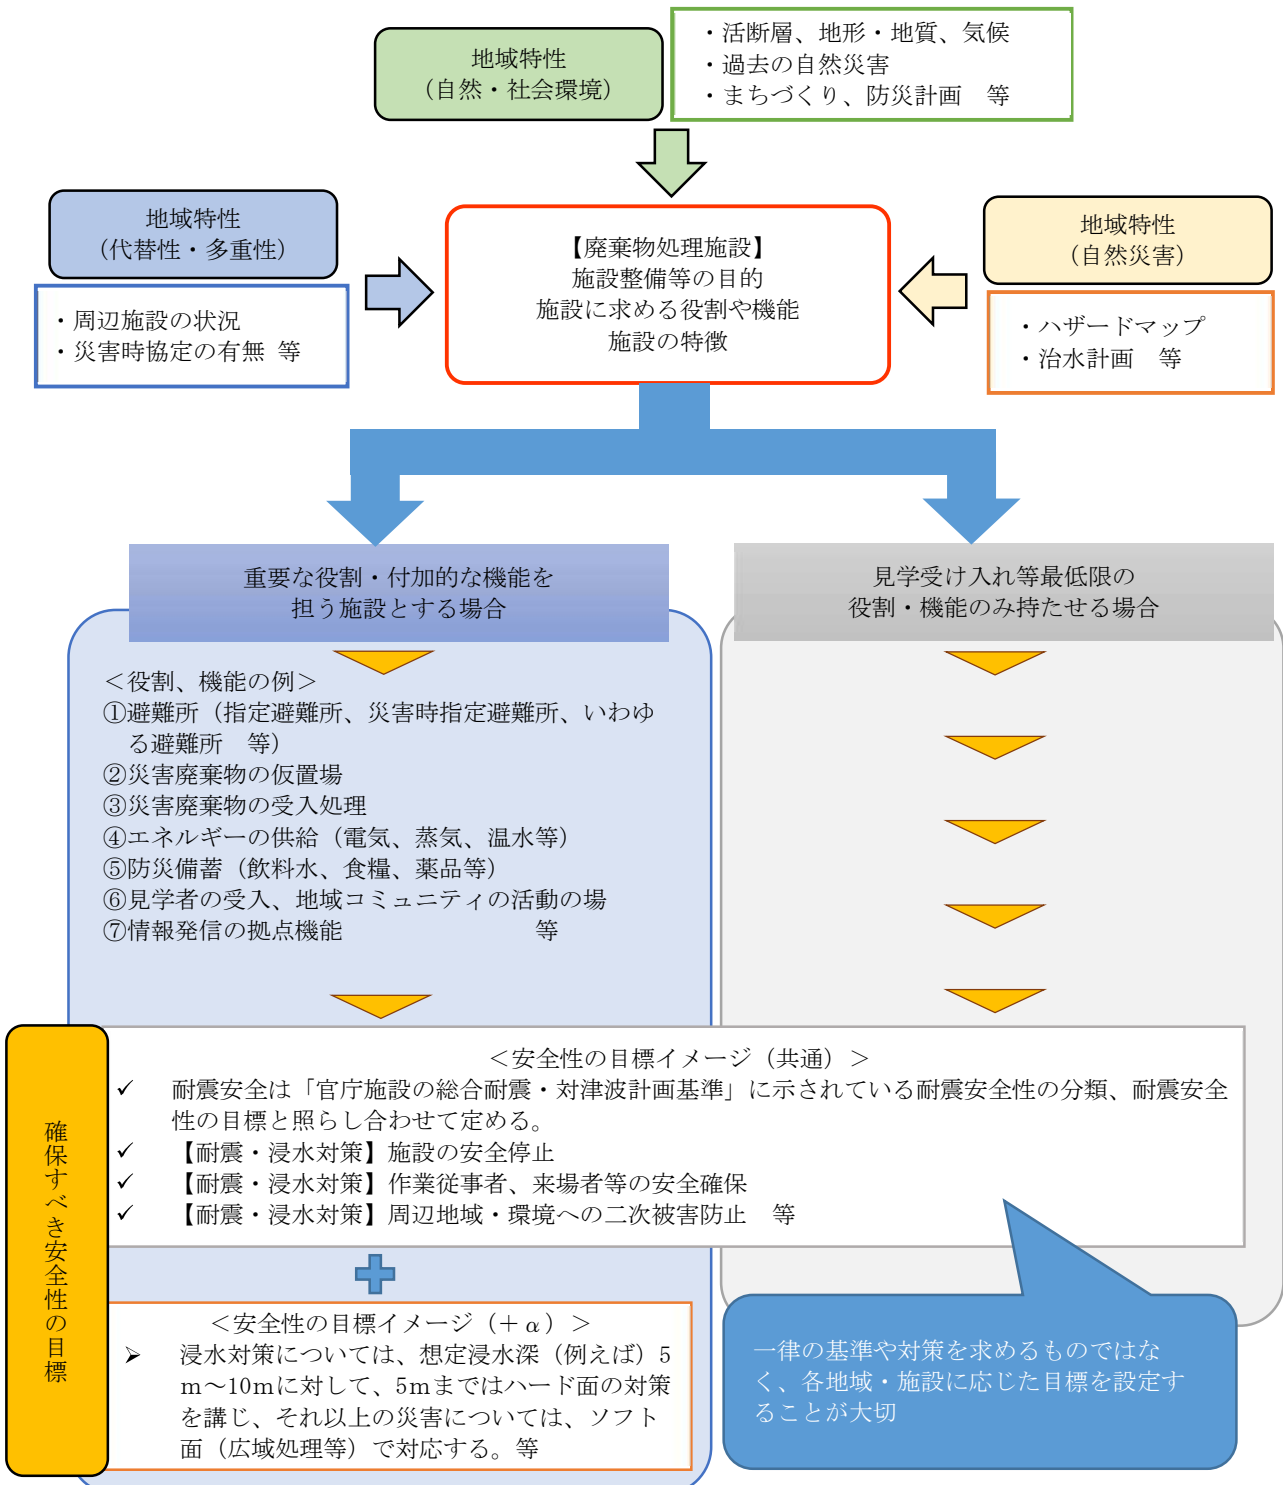 地域特性
（自然・社会環境）
・活断層、地形・地質、気候
・過去の自然災害
・まちづくり、防災計画　等
地域特性
（代替性・多重性）
・周辺施設の状況
・災害時協定の有無 等
【廃棄物処理施設】
施設整備等の目的
施設に求める役割や機能
施設の特徴
地域特性
（自然災害）
・ハザードマップ
・治水計画　等
重要な役割・付加的な機能を
担う施設とする場合
見学受け入れ等最低限の
役割・機能のみ持たせる場合
＜役割、機能の例＞
①避難所（指定避難所、災害時指定避難所、いわゆ
る避難所　等）
②災害廃棄物の仮置場
③災害廃棄物の受入処理
④エネルギーの供給（電気、蒸気、温水等）
⑤防災備蓄（飲料水、食糧、薬品等）
⑥見学者の受入、地域コミュニティの活動の場
⑦情報発信の拠点機能　　　　　　　　等
確保すべき安全性の目標
＜安全性の目標イメージ（共通）＞
✓ 耐震安全は「官庁施設の総合耐震・対津波計画基準」に示されている耐震安全性の分類、耐震安全
性の目標と照らし合わせて定める。
✓ 【耐震・浸水対策】施設の安全停止
✓ 【耐震・浸水対策】作業従事者、来場者等の安全確保
✓ 【耐震・浸水対策】周辺地域・環境への二次被害防止　等
＜安全性の目標イメージ（＋α）＞
➢ 浸水対策については、想定浸水深（例えば）5
m～10mに対して、5mまではハード面の対策
を講じ、それ以上の災害については、ソフト
面（広域処理等）で対応する。等
一律の基準や対策を求めるものではな
く、各地域・施設に応じた目標を設定す
ることが大切